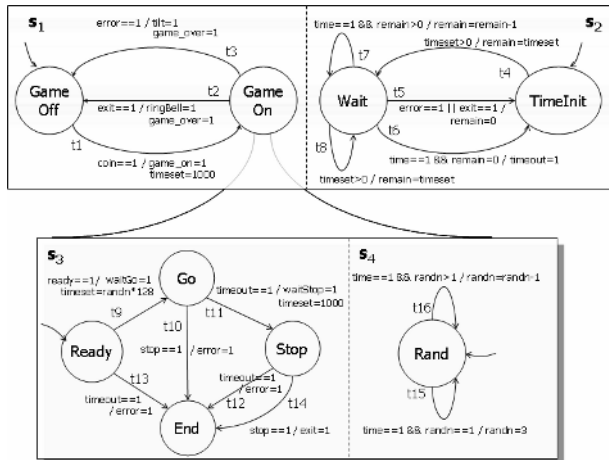 s1
error==1 / tilt=1
game_over=1
t3
Game
Off
t2
exit==1 / ringBell=1
game_over=1
Game
On
t1
coin==1 / game_on=1
timeset=1000
s2
time==1 && remain>0 / remain=remain-1
t7
timeset>0 / remain=timeset
t4
Wait
t5
error==1 || exit==1 /
remain=0
TimeInit
t6
t8
time==1 && remain=0 / timeout=1
timeset>0 / remain=timeset
s3
ready==1/ waitGo=1
timeset=randn*128
Go
timeout==1 / waitStop=1
timeset=1000
t9
t11
t10
Ready
stop==1 / error=1
Stop
t13
timeout==1
/ error=1
timeout==1
/ error=1
t12
t14
End
stop==1 / exit=1
s4
time==1 && randn>1 / randn=randn-1
t16
Rand
t15
time==1 && randn==1 / randn=3